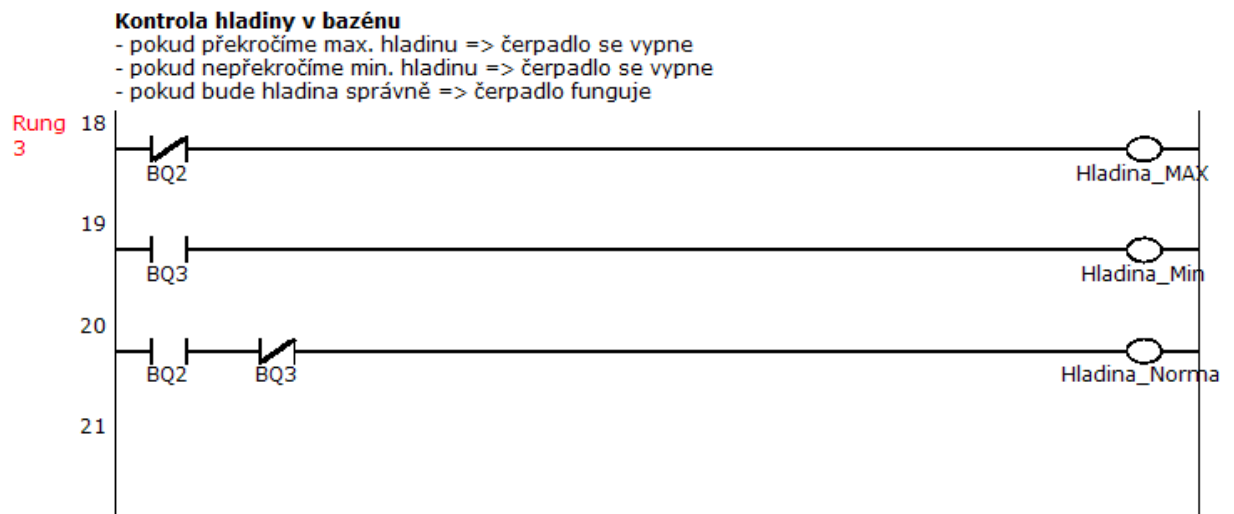 Kontrola hladiny v bazénu
- pokud překročíme max. hladinu => čerpadlo se vypne
- pokud nepřekročíme min. hladinu => čerpadlo se vypne
- pokud bude hladina správně => čerpadlo funguje
Rung 18
3
BQ2 Hladina_MAX
19
BQ3 Hladina_Min
20
BQ2 BQ3 Hladina_Norma
21